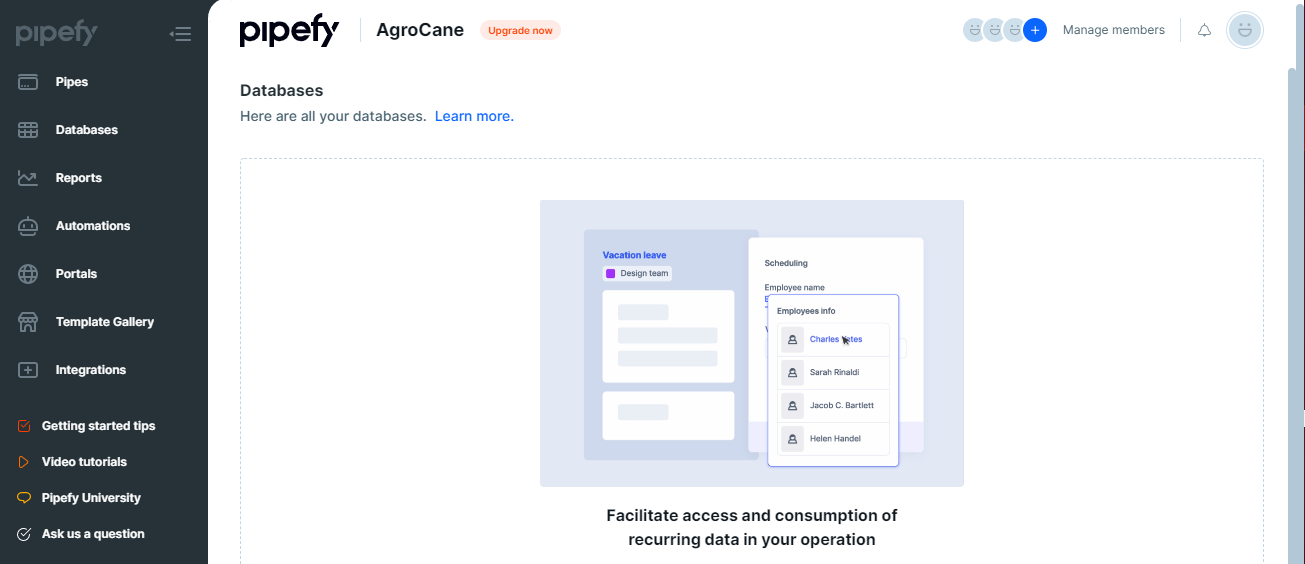 pipefy
Pipes
Databases
Reports
Automations
Portals
Template Gallery
Integrations
Getting started tips
Video tutorials
Pipefy University
Ask us a question
pipefy
AgroCane
Upgrade now
Manage members
Databases
Here are all your databases. Learn more.
Vacation leave
Design team
Scheduling
Employee name
Employees info
Charles
Sarah Rinaldi
Jacob C. Bartlett
Helen Handel
Facilitate access and consumption of
recurring data in your operation